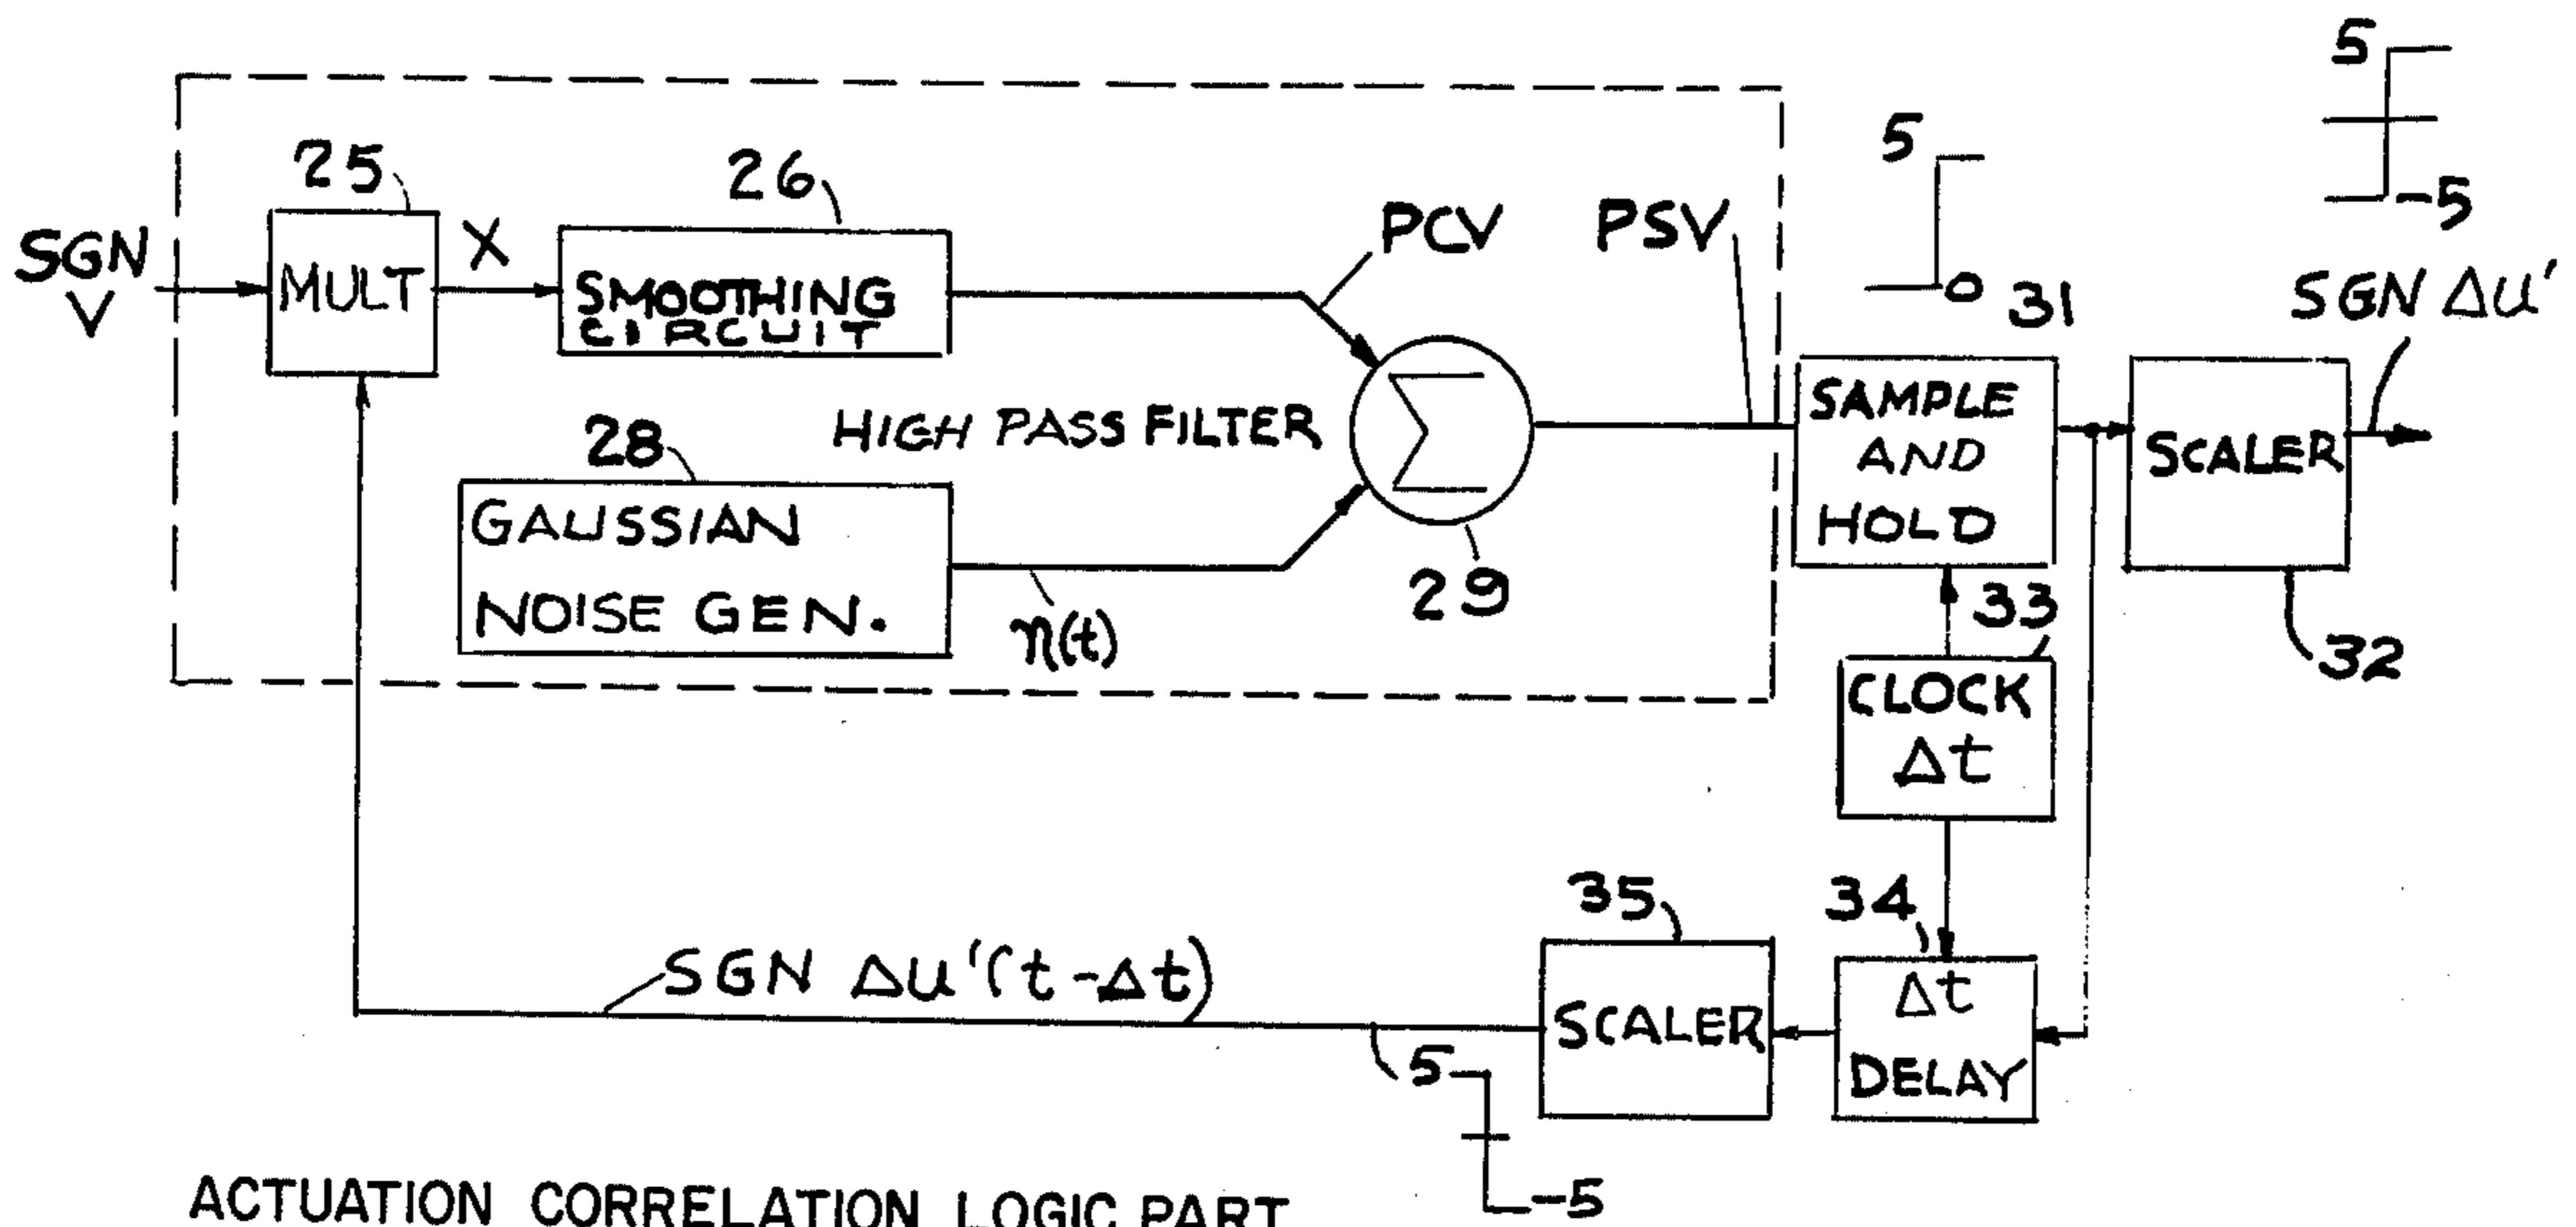 5
-5
5
0
SGN ΔU'
25
26
PCV
PSV
31
SGN
V
MULT
X
SMOOTHING
CIRCUIT
Σ
SAMPLE
AND
HOLD
SCALER
28
HIGH PASS FILTER
GAUSSIAN
NOISE GEN.
η(t)
29
33
32
CLOCK
Δt
35
34
SGN ΔU'(t-Δt)
SCALER
Δt
DELAY
5
-5
ACTUATION CORRELATION LOGIC PART